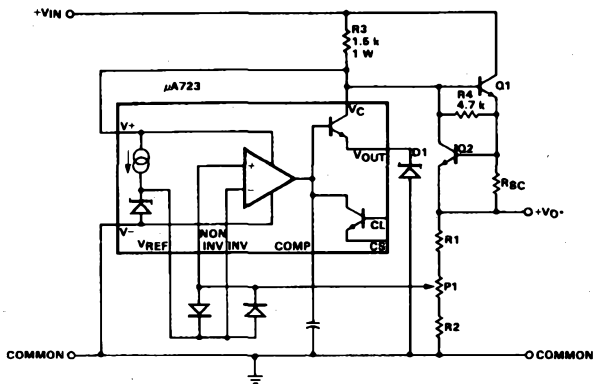 +VIN
R3
1.5 k
1 W
Q1
μA723
R4
4.7 k
VC
V+
VOUT
D1
Q2
RSC
+
−
+VO*
CL
V−
CS
R1
VREF
NON
INV
INV
COMP
P1
R2
COMMON
COMMON